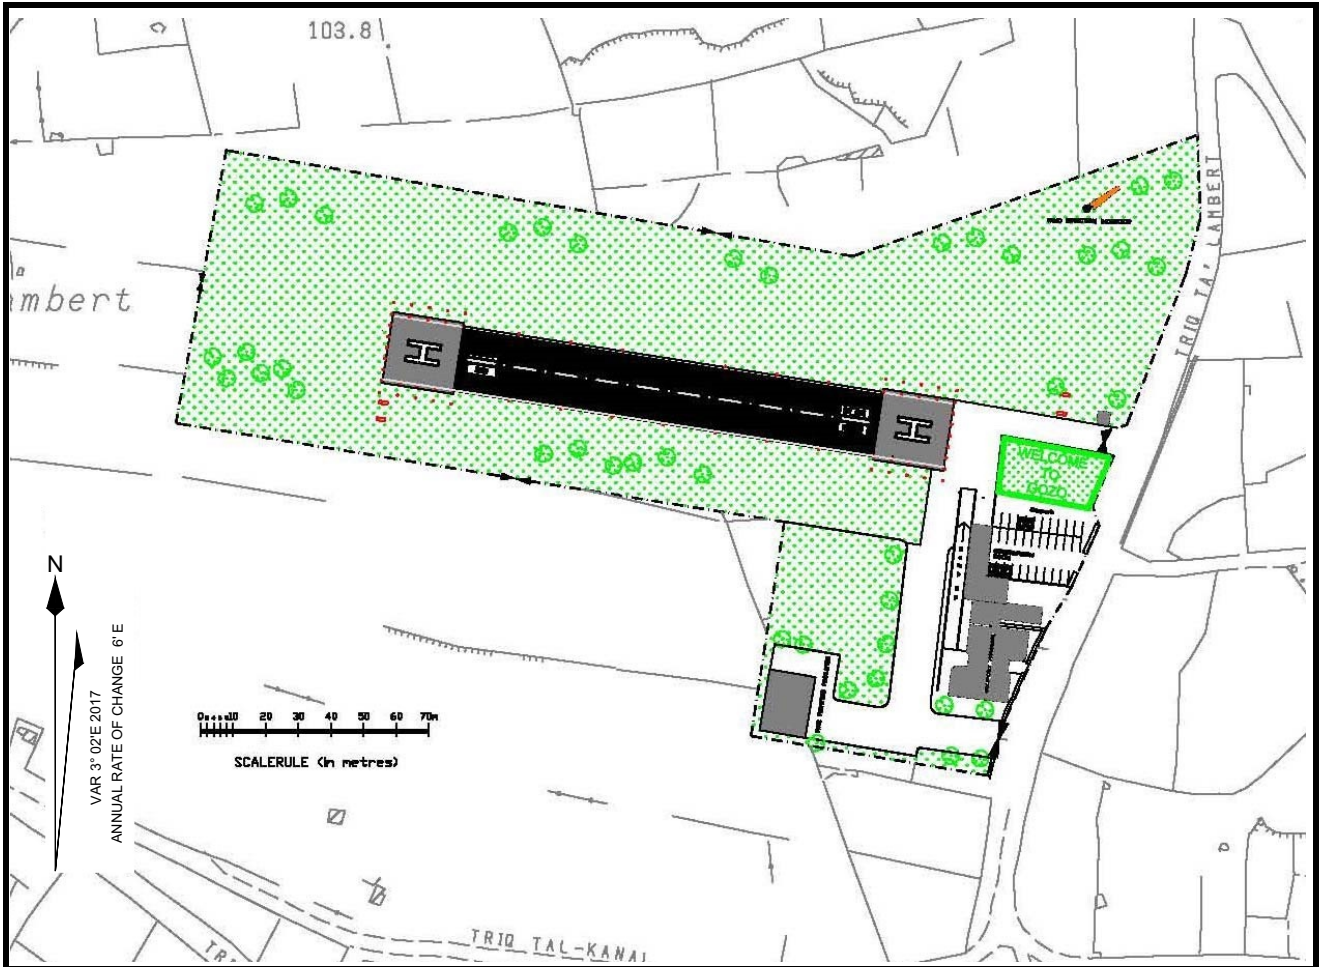 103.8
TRIQ TA' LAMBERT
mbert
H
H
WELCOME
TO
GOZO
N
VAR 3° 02'E 2017
ANNUAL RATE OF CHANGE 6' E
0 10 20 30 40 50 60 70m
SCALERULE (in metres)
TRIQ TAL-KANAL